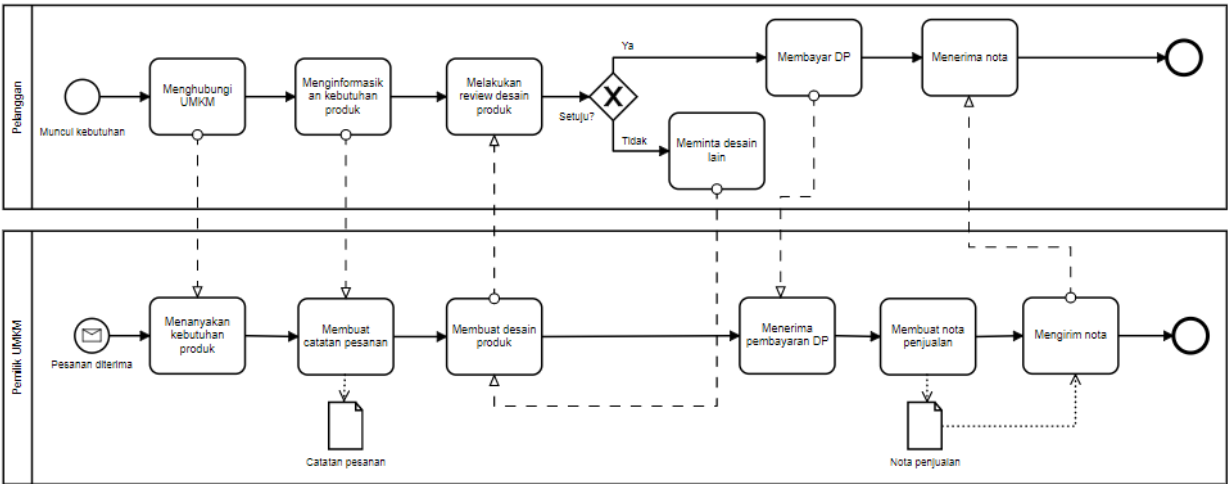 Pelanggan
Muncul kebutuhan
Menghubungi
UMKM
Menginformasik
an kebutuhan
produk
Melakukan
review desain
produk
Setuju?
Ya
Tidak
Membayar DP
Menerima nota
Meminta desain
lain
Pemilik UMKM
Pesanan diterima
Menanyakan
kebutuhan
produk
Membuat
catatan pesanan
Membuat desain
produk
Menerima
pembayaran DP
Membuat nota
penjualan
Mengirim nota
Catatan pesanan
Nota penjualan